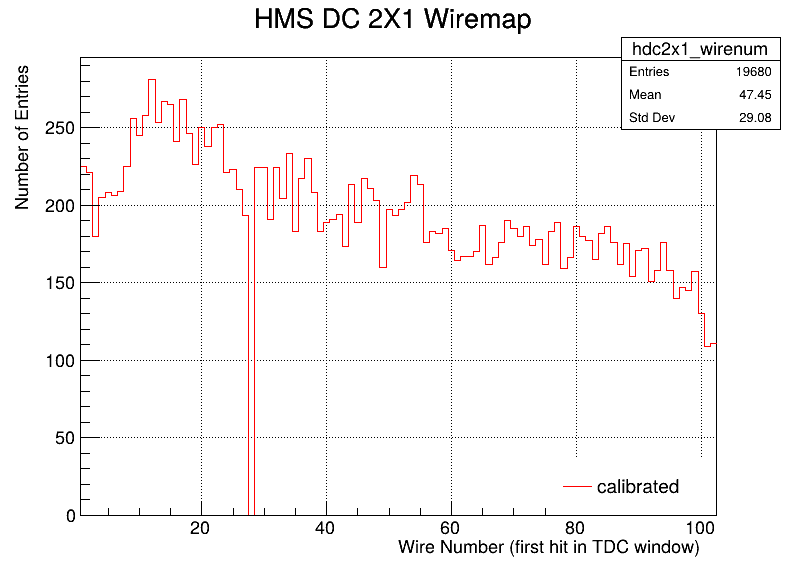 HMS DC 2X1 Wiremap
hdc2x1_wirenum
Entries 19680
Mean 47.45
Std Dev 29.08
Number of Entries
250
200
150
100
50
0
calibrated
20 40 60 80 100
Wire Number (first hit in TDC window)